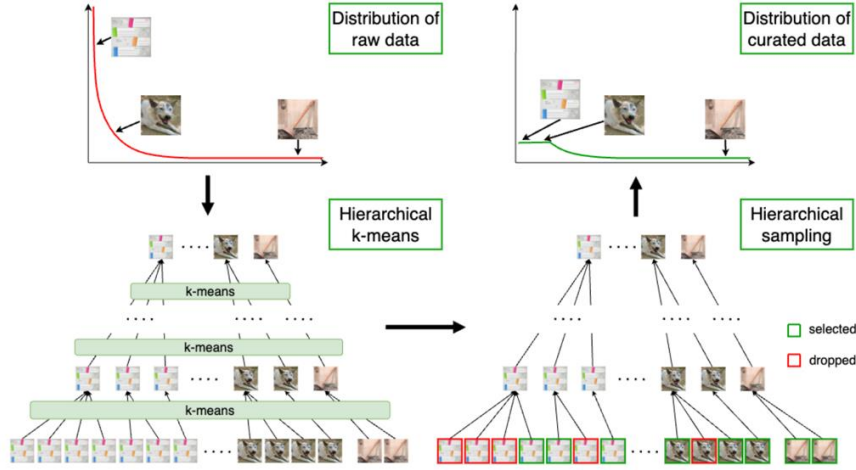 Distribution of
raw data
Distribution of
curated data
Hierarchical
k-means
Hierarchical
sampling
k-means
k-means
k-means
selected
dropped